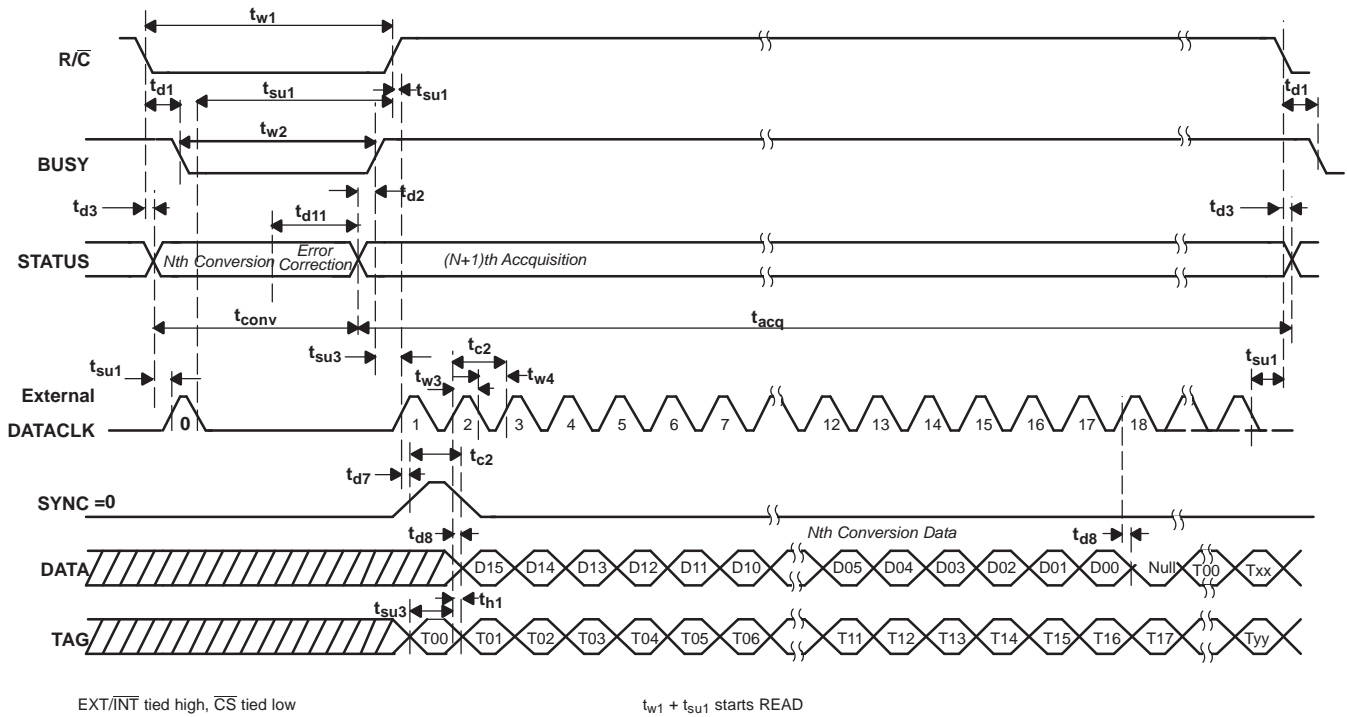 tw1
R/C
td1
tsu1
tsu1
td1
tw2
BUSY
td2
td3
td11
td3
STATUS
Nth Conversion
Error Correction
(N+1)th Accquisition
tconv
tacq
tsu3
tc2
tsu1
tw3
tw4
tsu1
External DATACLK
0 1 2 3 4 5 6 7 12 13 14 15 16 17 18
tc2
td7
SYNC =0
Nth Conversion Data
td8
td8
DATA
D15 D14 D13 D12 D11 D10 D05 D04 D03 D02 D01 D00 Null T00 Txx
tsu3
th1
TAG
T00 T01 T02 T03 T04 T05 T06 T11 T12 T13 T14 T15 T16 T17 Tyy
EXT/INT tied high, CS tied low
tw1 + tsu1 starts READ